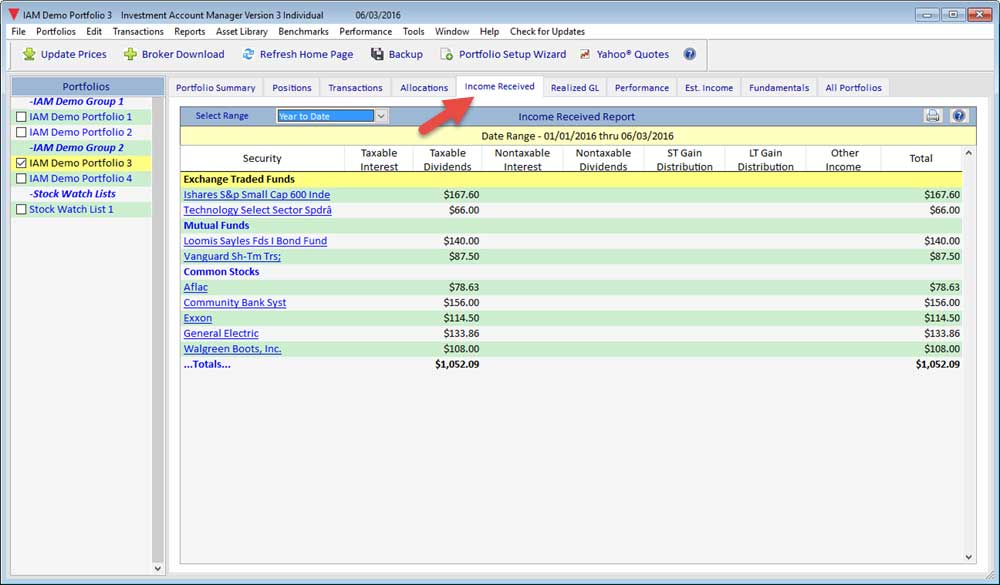 IAM Demo Portfolio 3 Investment Account Manager Version 3 Individual 06/03/2016
File Portfolios Edit Transactions Reports Asset Library Benchmarks Performance Tools Window Help Check for Updates
Update Prices Broker Download Refresh Home Page Backup Portfolio Setup Wizard Yahoo® Quotes ?
Portfolios
-IAM Demo Group 1
IAM Demo Portfolio 1
IAM Demo Portfolio 2
-IAM Demo Group 2
IAM Demo Portfolio 3
IAM Demo Portfolio 4
-Stock Watch Lists
Stock Watch List 1
Portfolio Summary Positions Transactions Allocations Income Received Realized GL Performance Est. Income Fundamentals All Portfolios
Select Range Year to Date Income Received Report ?
Date Range - 01/01/2016 thru 06/03/2016
Security Taxable Interest Taxable Dividends Nontaxable Interest Nontaxable Dividends ST Gain Distribution LT Gain Distribution Other Income Total
Exchange Traded Funds
Ishares S&p Small Cap 600 Inde $167.60 $167.60
Technology Select Sector Spdrâ $66.00 $66.00
Mutual Funds
Loomis Sayles Fds I Bond Fund $140.00 $140.00
Vanguard Sh-Tm Trs; $87.50 $87.50
Common Stocks
Aflac $78.63 $78.63
Community Bank Syst $156.00 $156.00
Exxon $114.50 $114.50
General Electric $133.86 $133.86
Walgreen Boots, Inc. $108.00 $108.00
...Totals... $1,052.09 $1,052.09